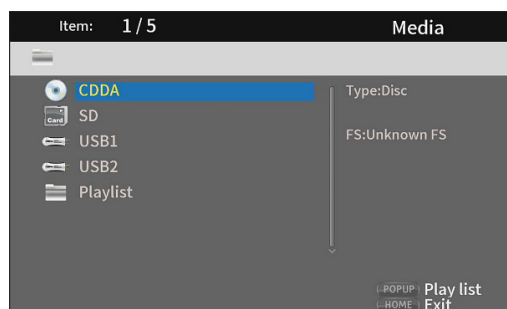 Item: 1/5 Media
CDDA
Type:Disc
Card SD
FS:Unknown FS
USB1
USB2
Playlist
POPUP Play list
HOME Exit